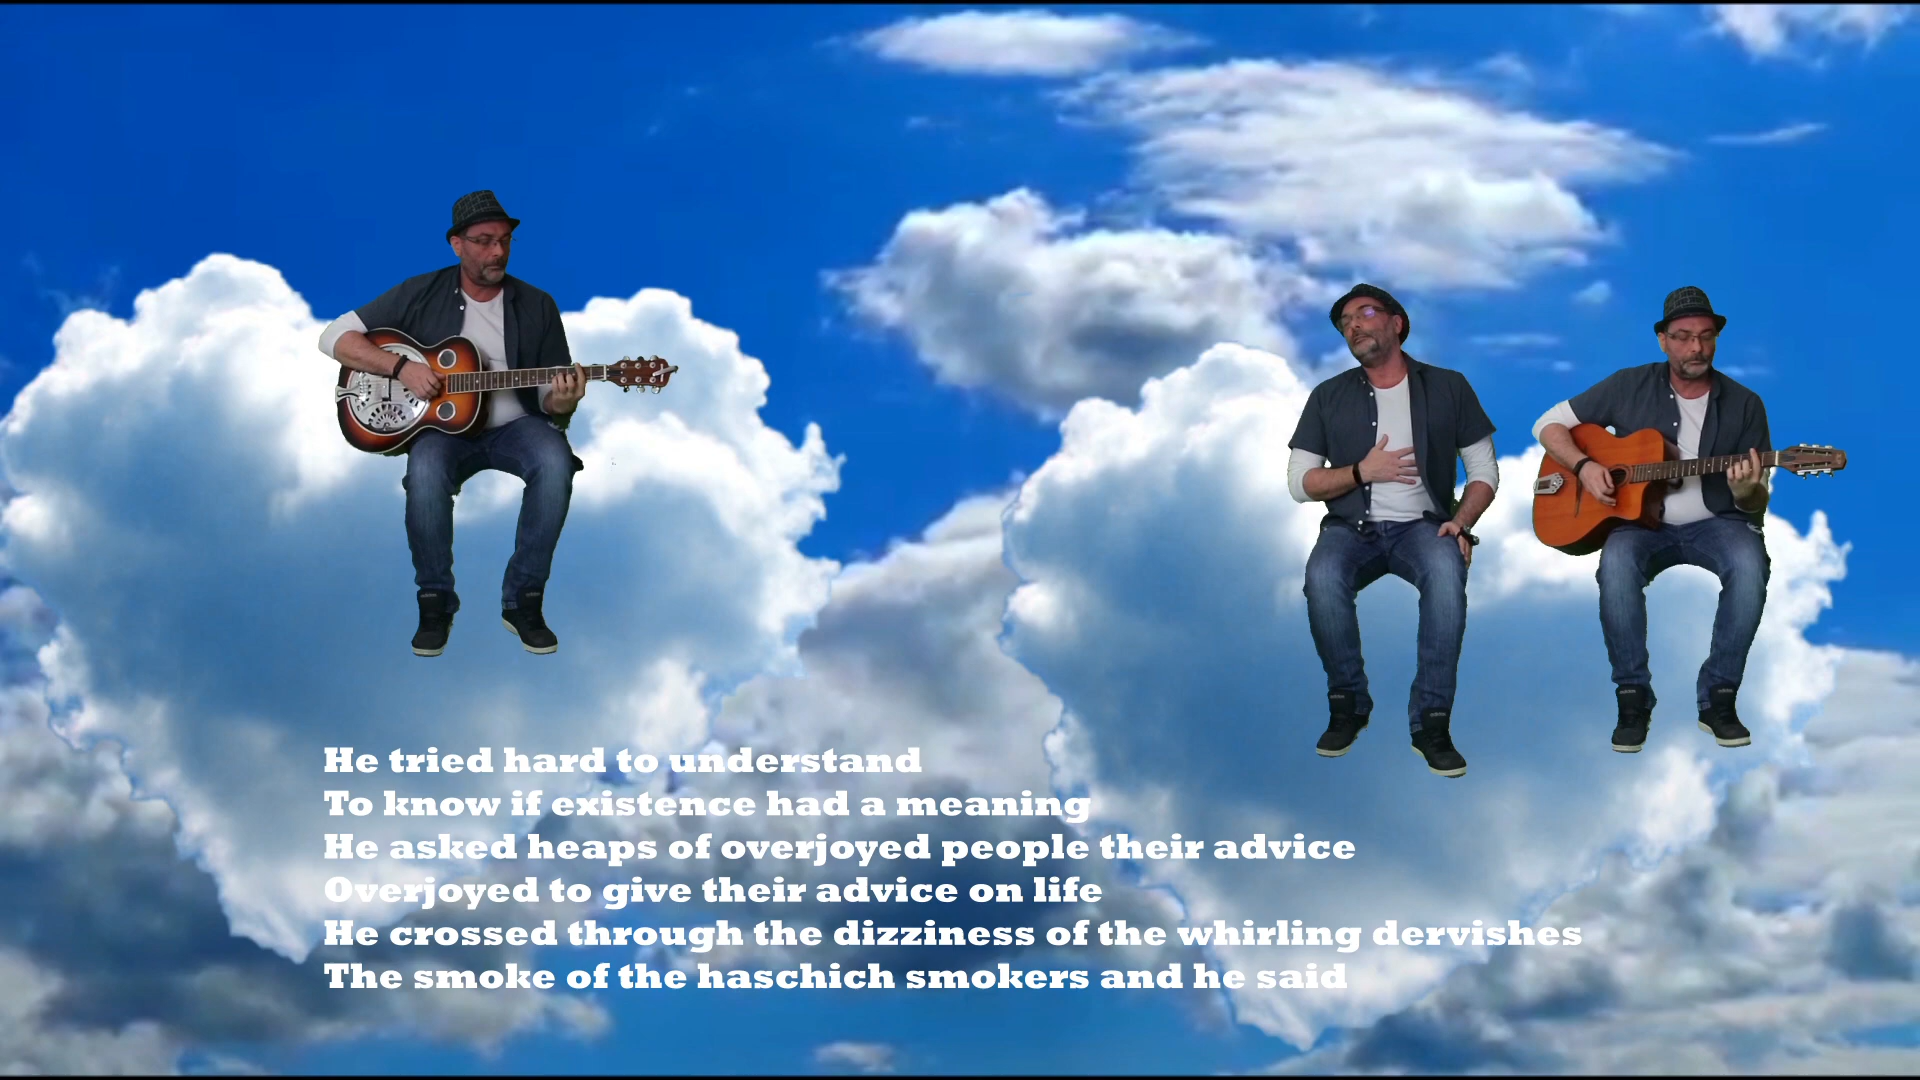 He tried hard to understand
To know if existence had a meaning
He asked heaps of overjoyed people their advice
Overjoyed to give their advice on life
He crossed through the dizziness of the whirling dervishes
The smoke of the haschich smokers and he said